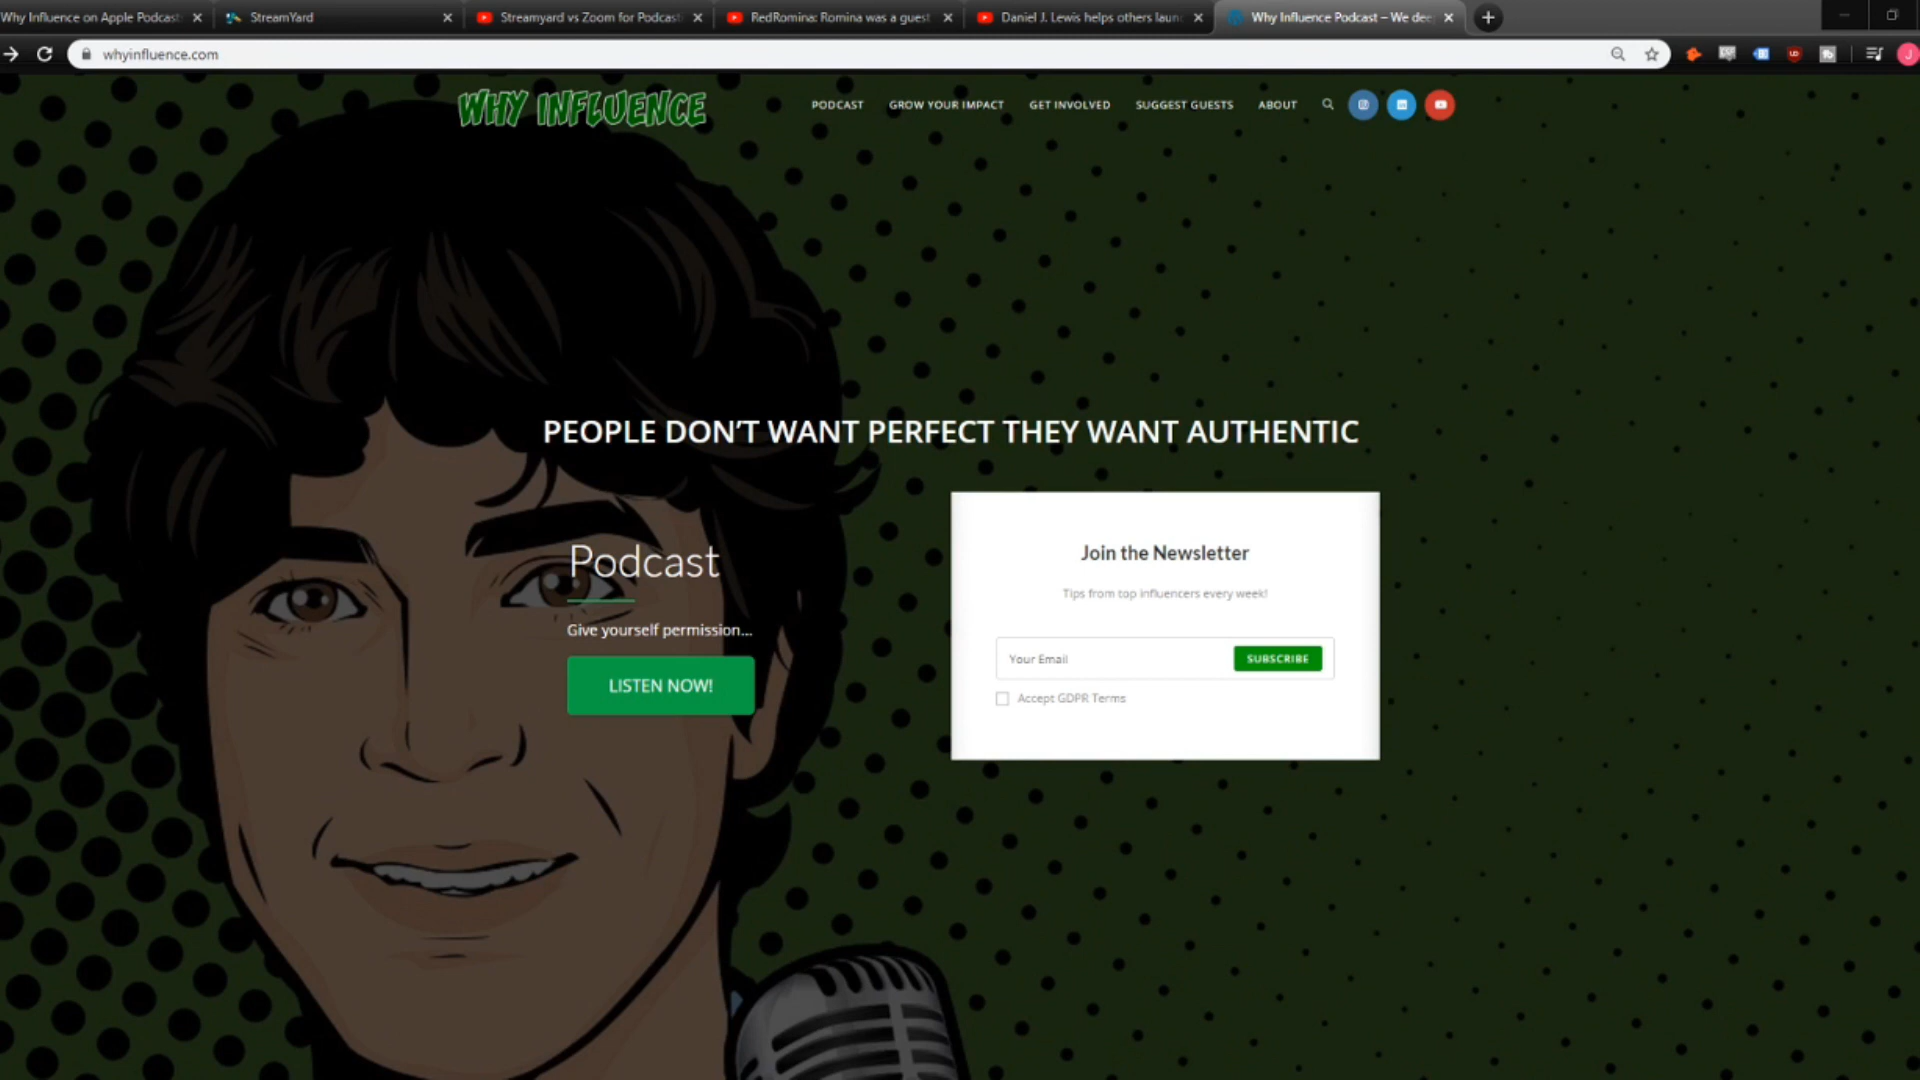 Why Influence on Apple Podcast
StreamYard
Streamyard vs Zoom for Podcast
RedRomina: Romina was a guest
Daniel J. Lewis helps others laun
Why Influence Podcast – We dee
whyinfluence.com
J
WHY INFLUENCE
PODCAST
GROW YOUR IMPACT
GET INVOLVED
SUGGEST GUESTS
ABOUT
PEOPLE DON'T WANT PERFECT THEY WANT AUTHENTIC
Podcast
Give yourself permission...
LISTEN NOW!
Join the Newsletter
Tips from top influencers every week!
Your Email
SUBSCRIBE
Accept GDPR Terms